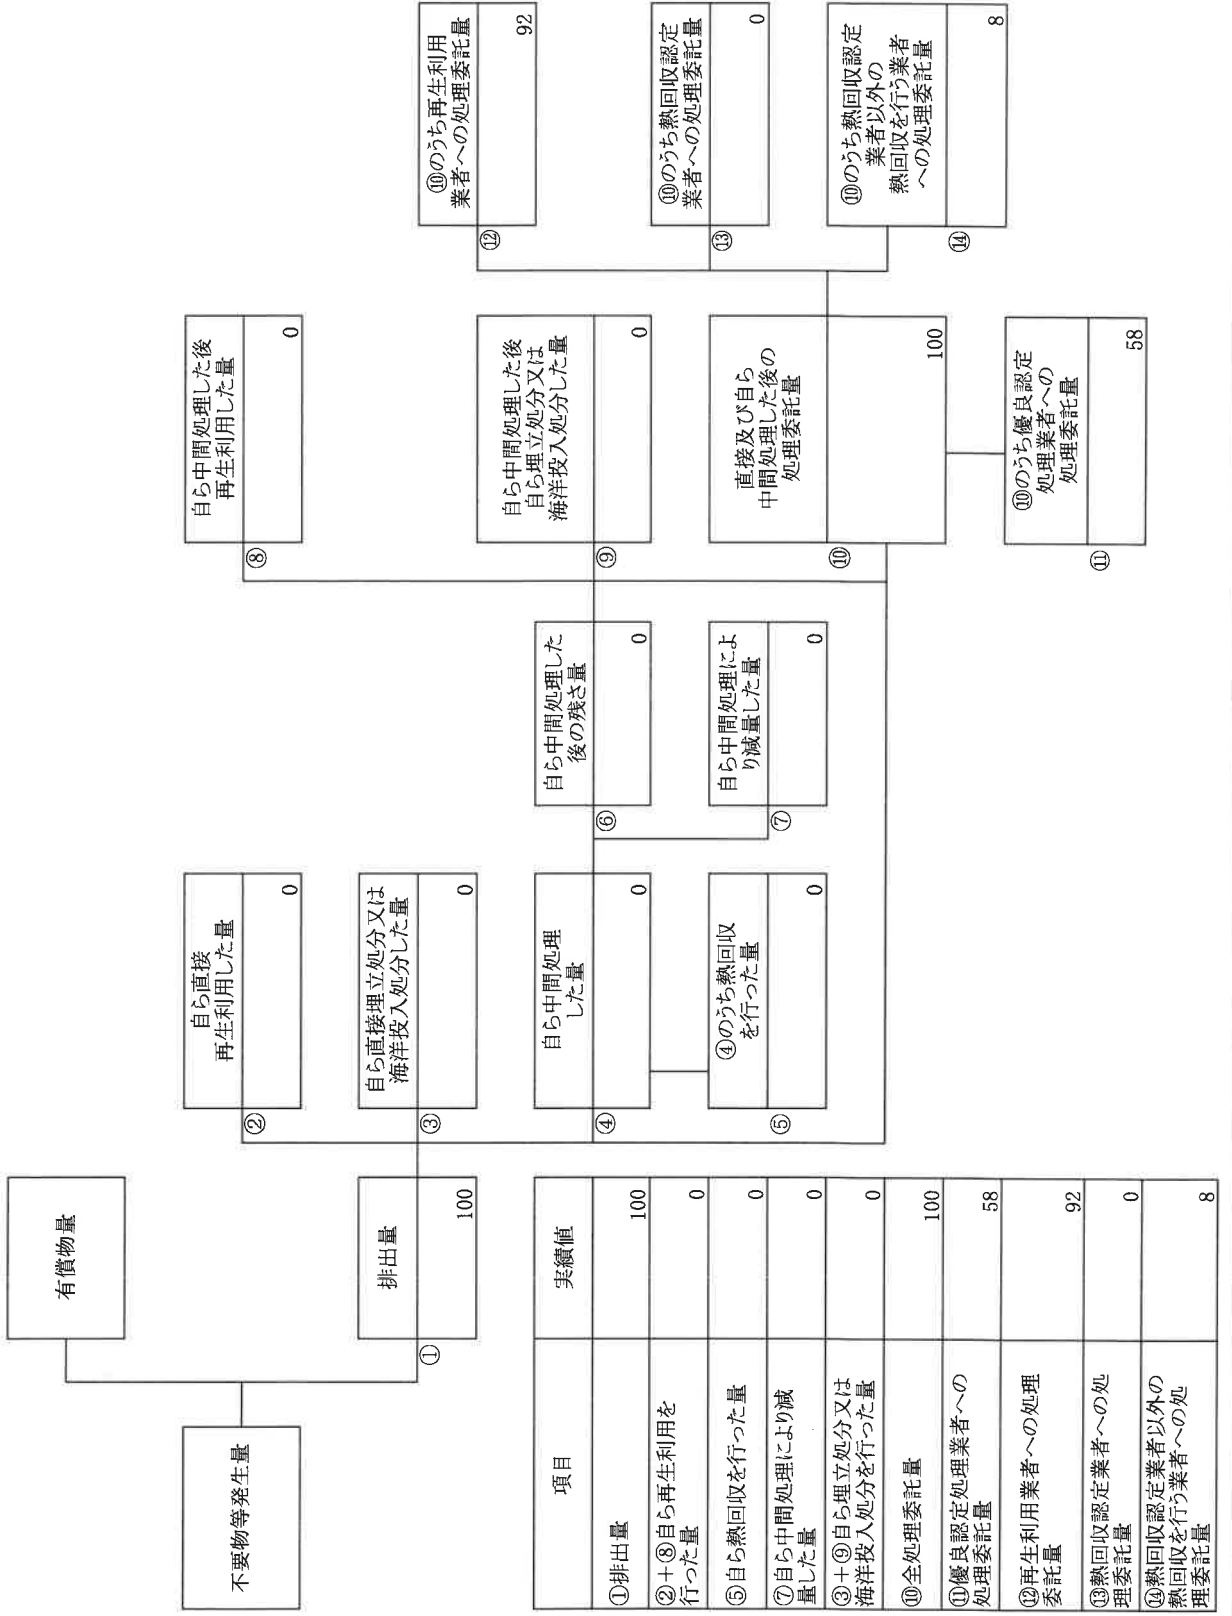 不要物等発生量
有償物量
①
排出量
100
②
自ら直接
再生利用した量
0
③
自ら直接埋立処分又は
海洋投入処分した量
0
④
自ら中間処理
した量
0
⑤
④のうち熱回収
を行った量
0
⑥
自ら中間処理した
後の残さ量
0
⑦
自ら中間処理によ
り減量した量
0
⑧
自ら中間処理した後
再生利用した量
0
⑨
自ら中間処理した後
自ら埋立処分又は
海洋投入処分した量
0
⑩
直接及び自ら
中間処理した後の
処理委託量
100
⑪
⑩のうち優良認定
処理業者への
処理委託量
58
⑫
⑩のうち再生利用
業者への処理委託量
92
⑬
⑩のうち熱回収認定
業者への処理委託量
0
⑭
⑩のうち熱回収認定
業者以外の
熱回収を行う業者
への処理委託量
8
項目 実績値
①排出量 100
②+⑧自ら再生利用を
行った量 0
⑤自ら熱回収を行った量 0
⑦自ら中間処理により減
量した量 0
③+⑨自ら埋立処分又は
海洋投入処分を行った量 0
⑩全処理委託量 100
⑪優良認定処理業者への
処理委託量 58
⑫再生利用業者への処理
委託量 92
⑬熱回収認定業者への処
理委託量 0
⑭熱回収認定業者以外の
熱回収を行う業者への処
理委託量 8